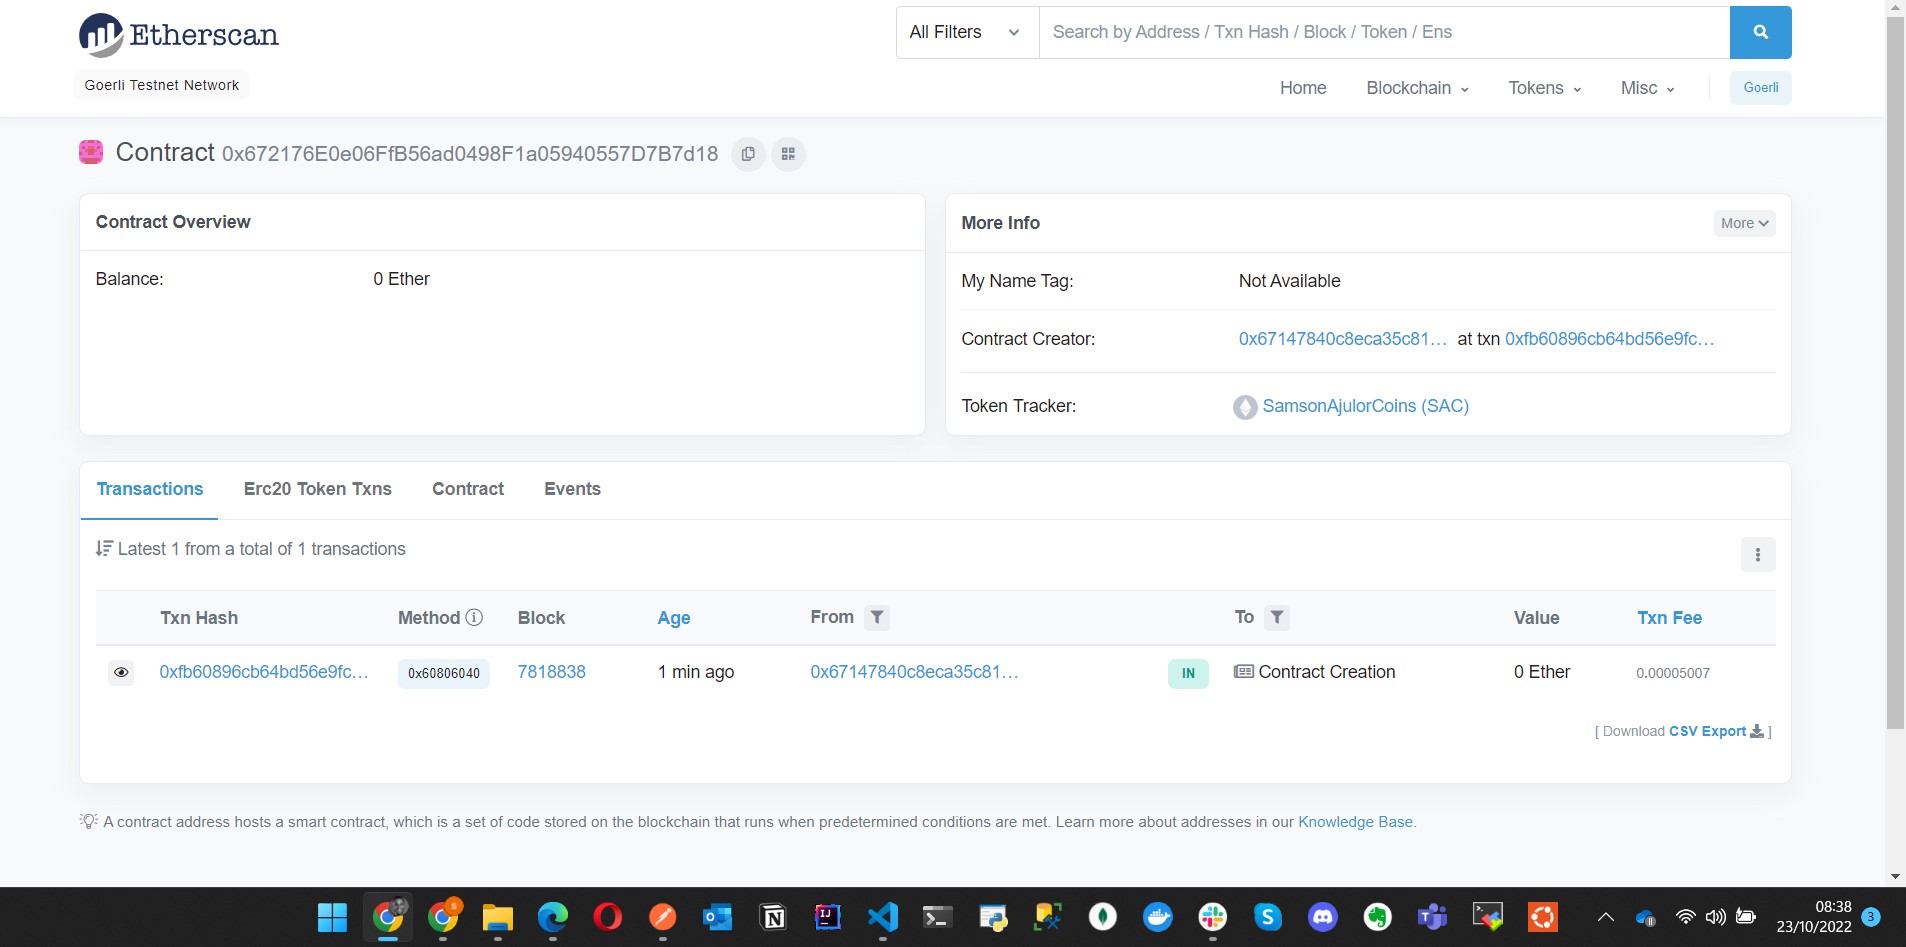 Etherscan
All Filters
Search by Address / Txn Hash / Block / Token / Ens
Goerli Testnet Network
Home
Blockchain
Tokens
Misc
Goerli
Contract 0x672176E0e06FfB56ad0498F1a05940557D7B7d18
Contract Overview
Balance:
0 Ether
More Info
More
My Name Tag:
Not Available
Contract Creator:
0x67147840c8eca35c81... at txn 0xfb60896cb64bd56e9fc...
Token Tracker:
SamsonAjulorCoins (SAC)
Transactions
Erc20 Token Txns
Contract
Events
Latest 1 from a total of 1 transactions
Txn Hash
Method
Block
Age
From
To
Value
Txn Fee
0xfb60896cb64bd56e9fc...
0x60806040
7818838
1 min ago
0x67147840c8eca35c81...
IN
Contract Creation
0 Ether
0.00005007
[ Download CSV Export ]
A contract address hosts a smart contract, which is a set of code stored on the blockchain that runs when predetermined conditions are met. Learn more about addresses in our Knowledge Base.
08:38
23/10/2022
3